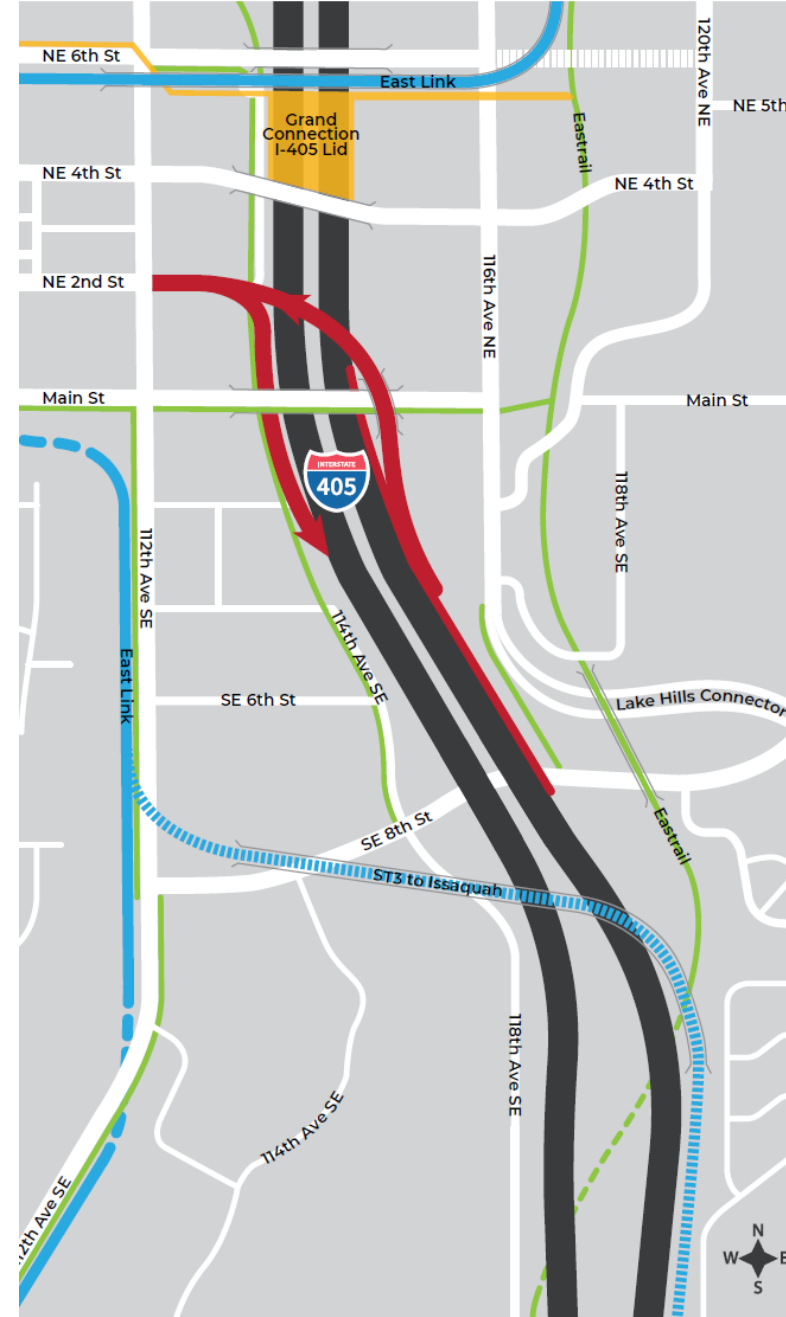 120th Ave NE
NE 6th St
East Link
NE 5th
Grand
Connection
I-405 Lid
Eastrail
NE 4th St
NE 4th St
116th Ave NE
NE 2nd St
Main St
Main St
INTERSTATE
405
118th Ave SE
112th Ave SE
114th Ave SE
East Link
SE 6th St
Lake Hills Connector
SE 8th St
Eastrail
ST3 to Issaquah
118th Ave SE
114th Ave SE
12th Ave SE
N
W
E
S